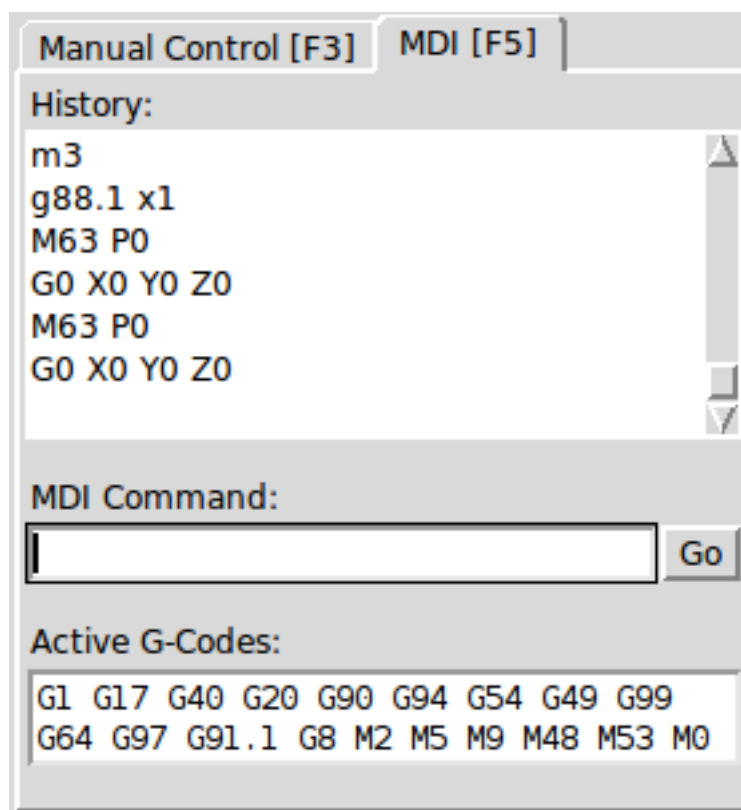 Manual Control [F3] MDI [F5]
History:
m3
g88.1 x1
M63 P0
G0 X0 Y0 Z0
M63 P0
G0 X0 Y0 Z0
MDI Command:
Go
Active G-Codes:
G1 G17 G40 G20 G90 G94 G54 G49 G99
G64 G97 G91.1 G8 M2 M5 M9 M48 M53 M0